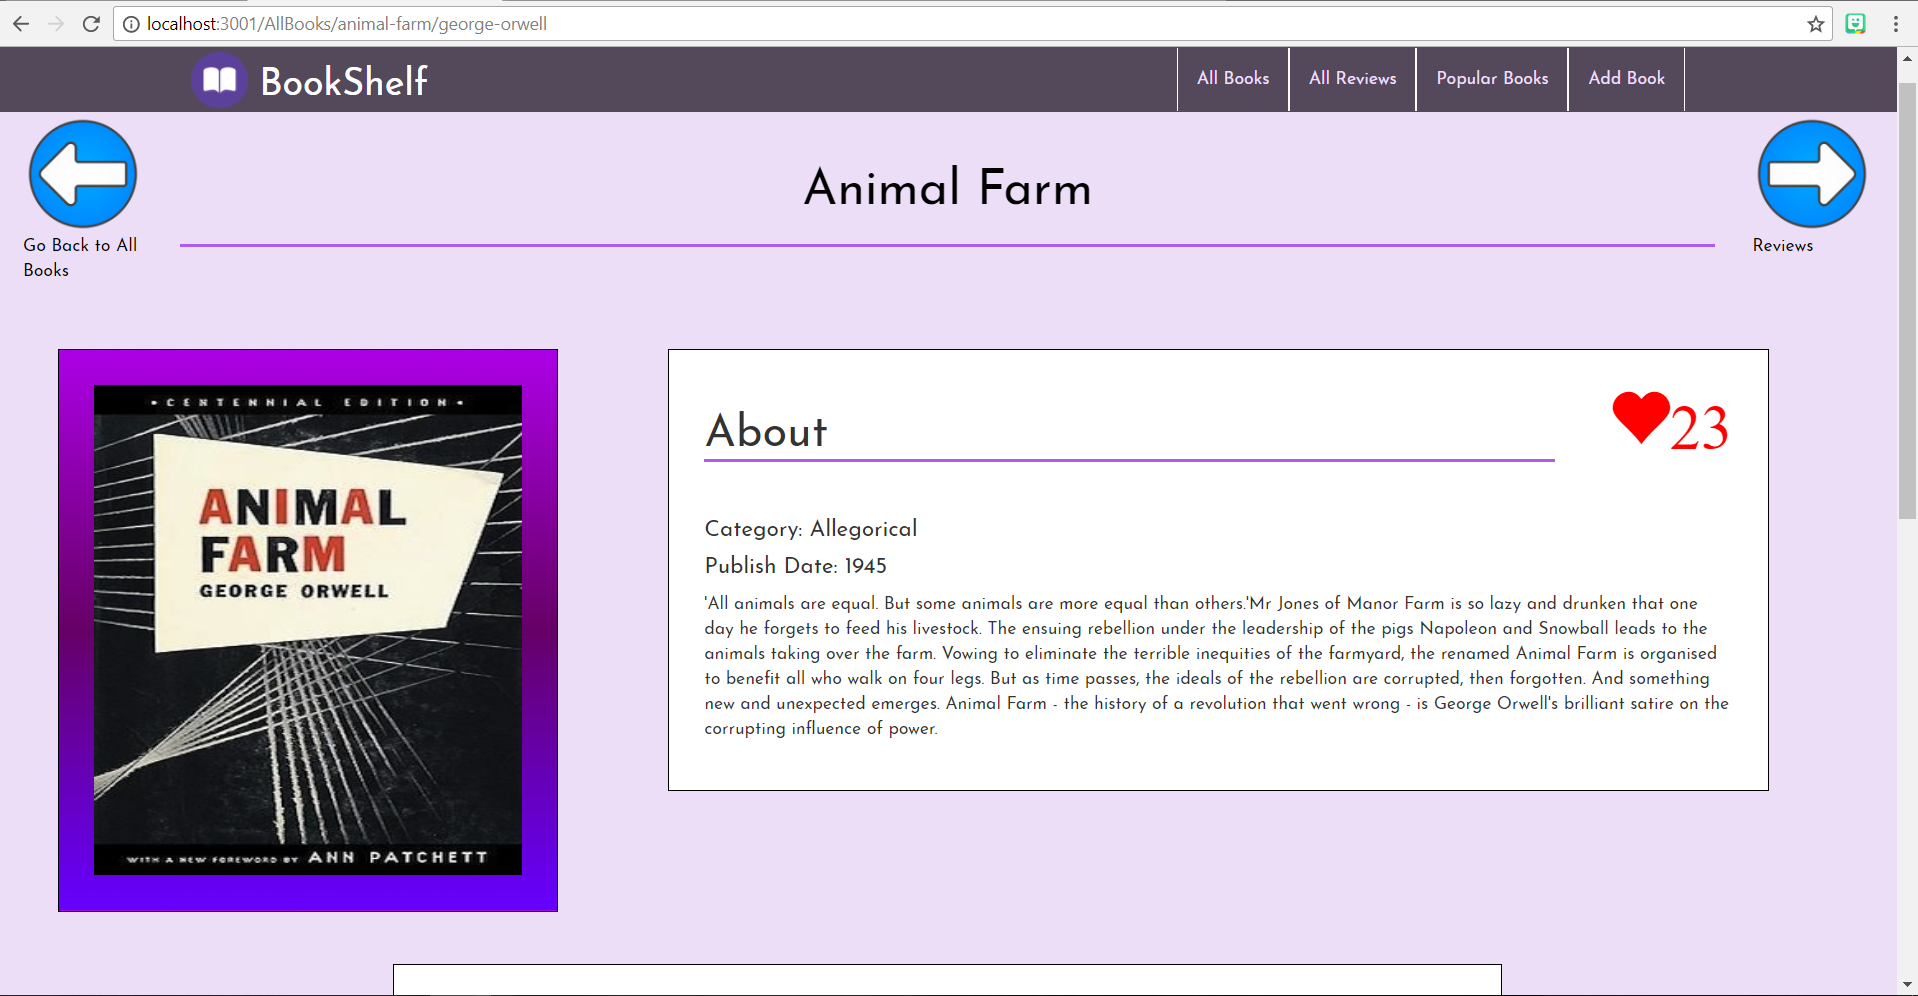 localhost:3001/AllBooks/animal-farm/george-orwell
BookShelf
All Books
All Reviews
Popular Books
Add Book
Animal Farm
Go Back to All
Books
Reviews
• CENTENNIAL EDITION •
ANIMAL
FARM
GEORGE ORWELL
WITH A NEW FOREWORD BY ANN PATCHETT
About
23
Category: Allegorical
Publish Date: 1945
'All animals are equal. But some animals are more equal than others.'Mr Jones of Manor Farm is so lazy and drunken that one
day he forgets to feed his livestock. The ensuing rebellion under the leadership of the pigs Napoleon and Snowball leads to the
animals taking over the farm. Vowing to eliminate the terrible inequities of the farmyard, the renamed Animal Farm is organised
to benefit all who walk on four legs. But as time passes, the ideals of the rebellion are corrupted, then forgotten. And something
new and unexpected emerges. Animal Farm - the history of a revolution that went wrong - is George Orwell's brilliant satire on the
corrupting influence of power.